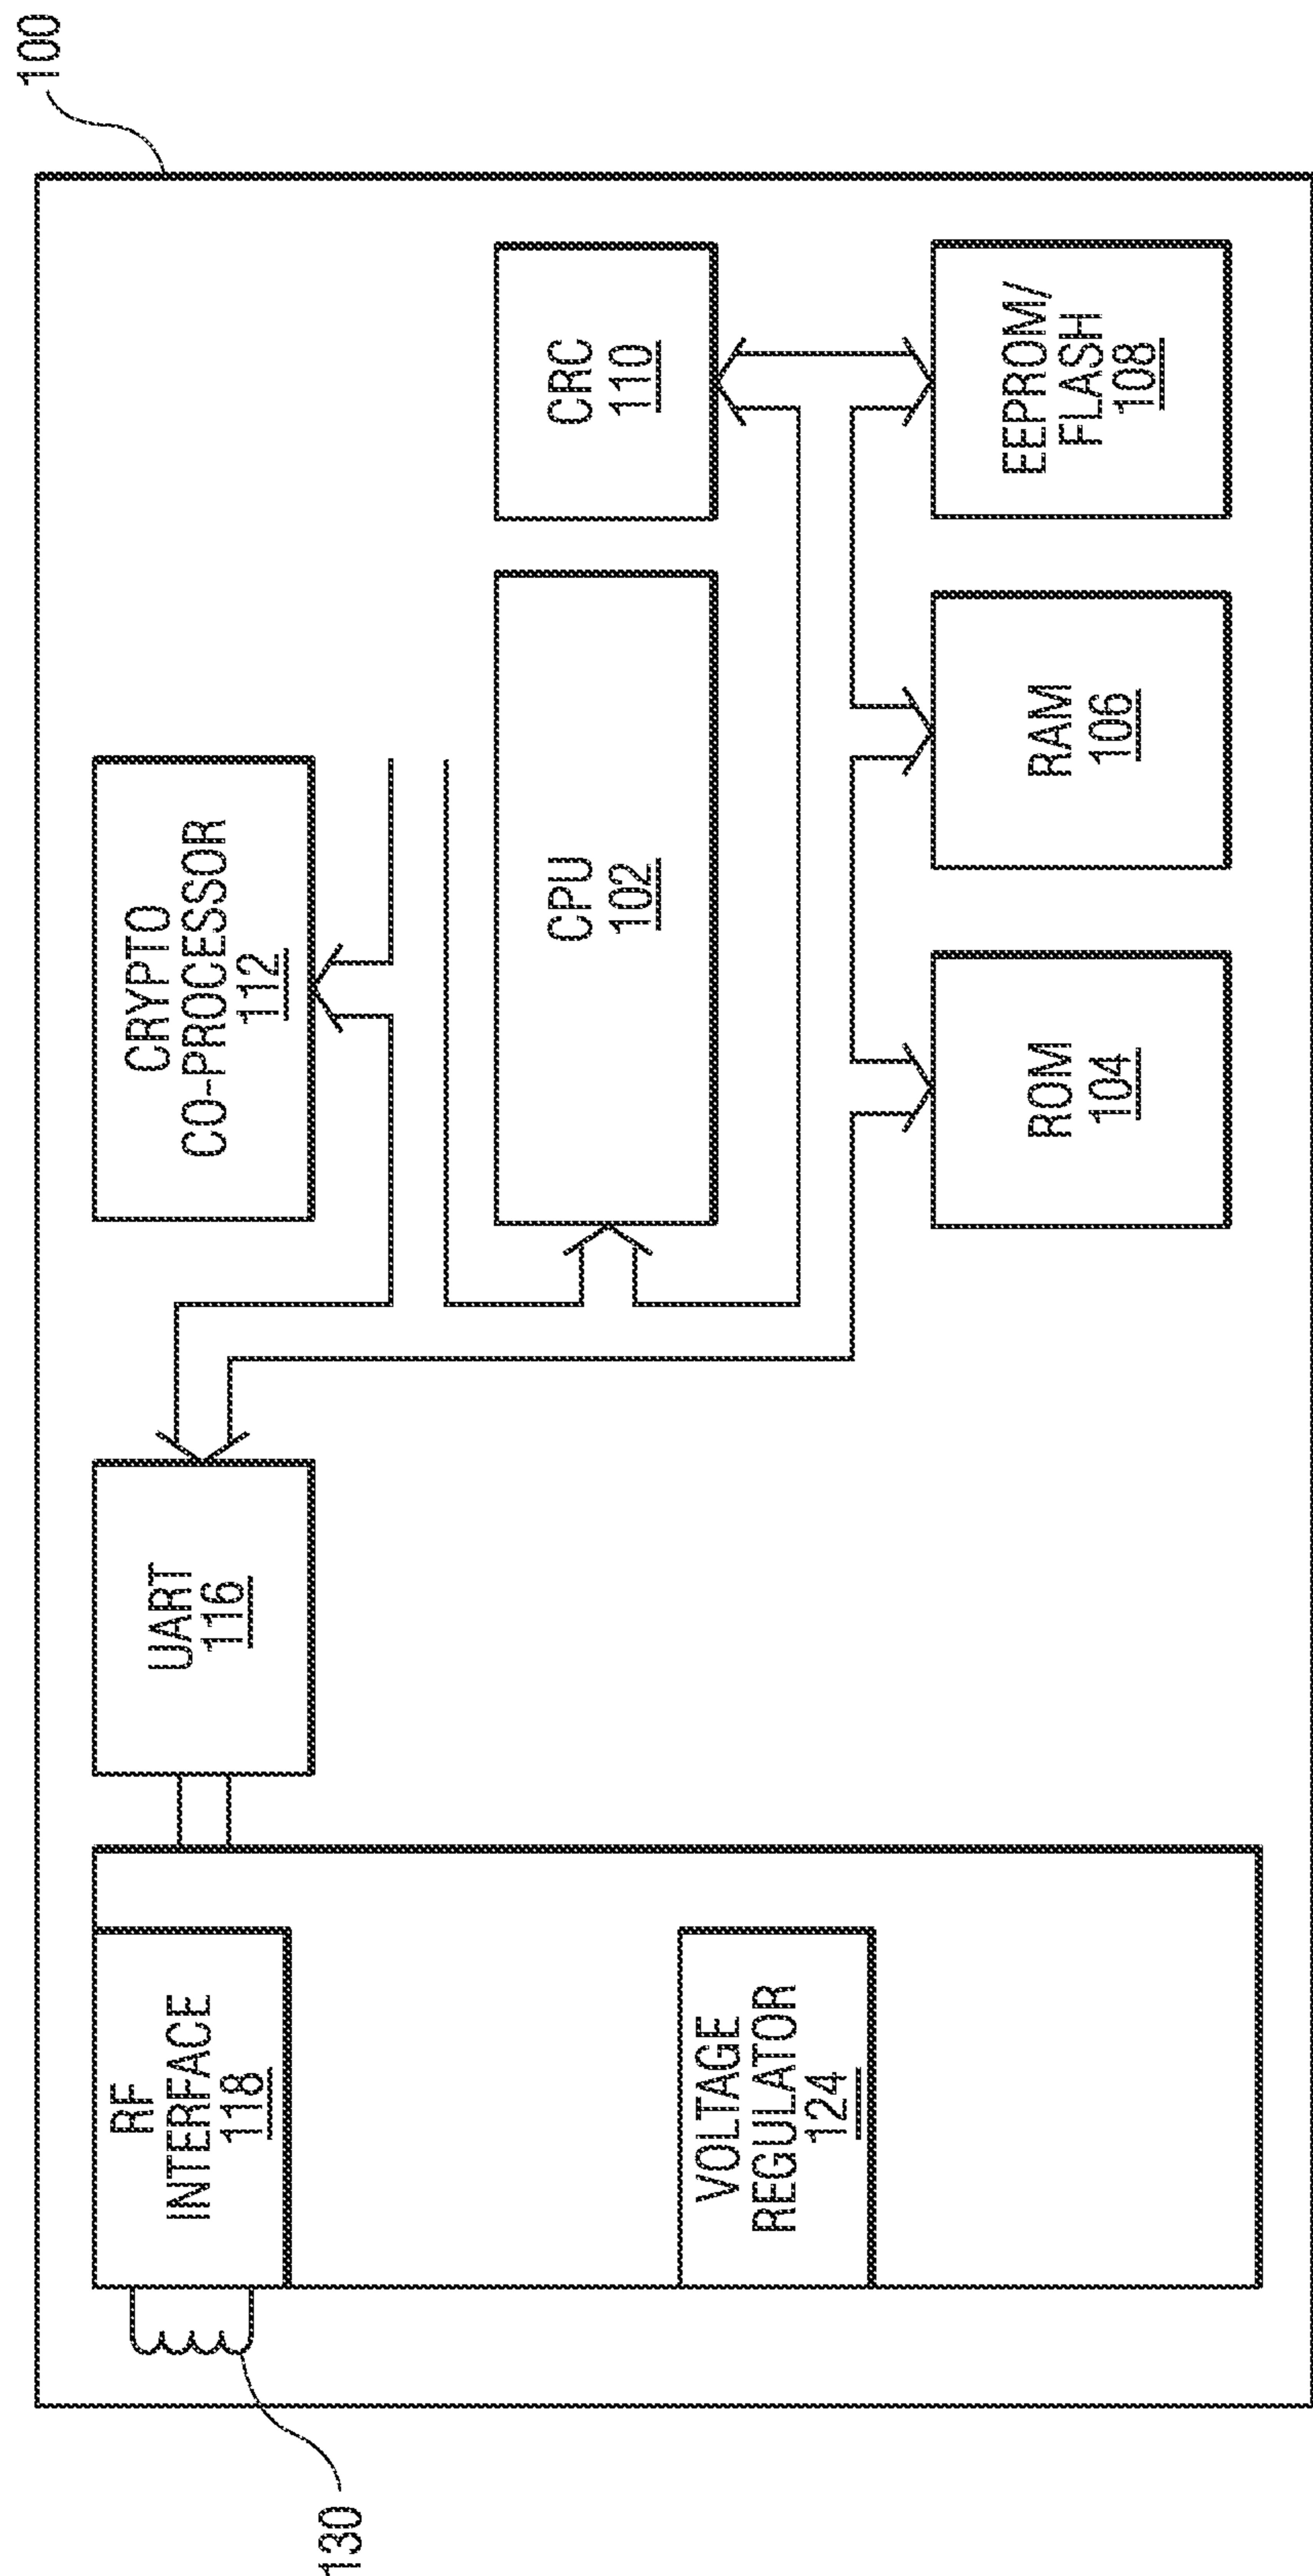 100
CRYPTO
CO-PROCESSOR
112
UART
116
RF
INTERFACE
118
CRC
110
CPU
102
VOLTAGE
REGULATOR
124
EEPROM/
FLASH
108
RAM
106
ROM
104
130